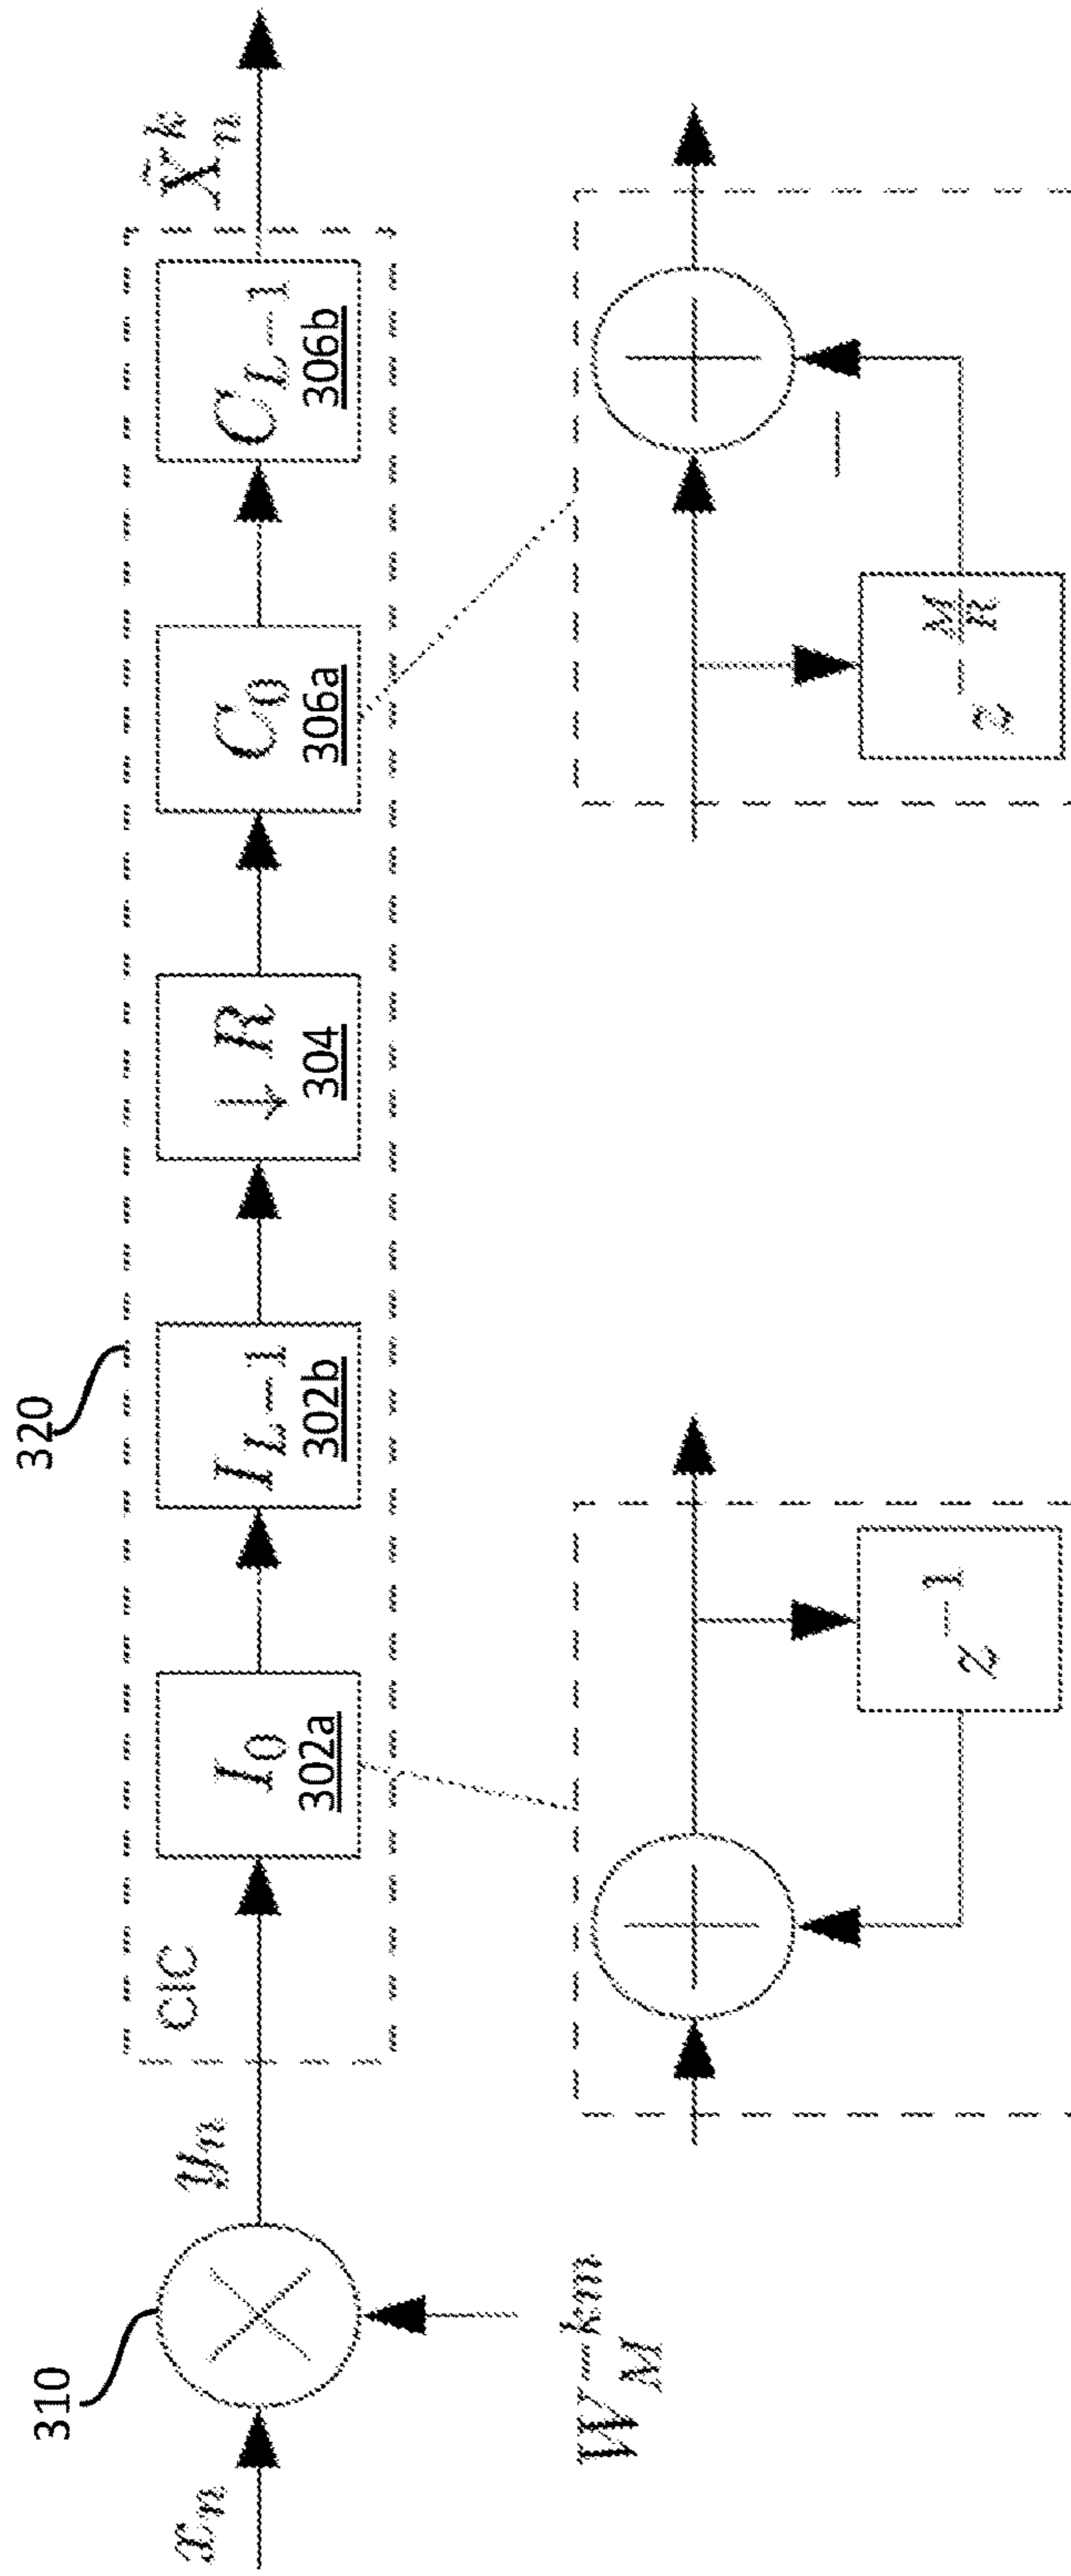 320
310
CIC
x_n
y_n
I_0
302a
I_{L-1}
302b
↓ R
304
C_0
306a
C_{L-1}
306b
X̂_n^k
W_M^{-km}
z^{-1}
z^{-\frac{M}{R}}
−